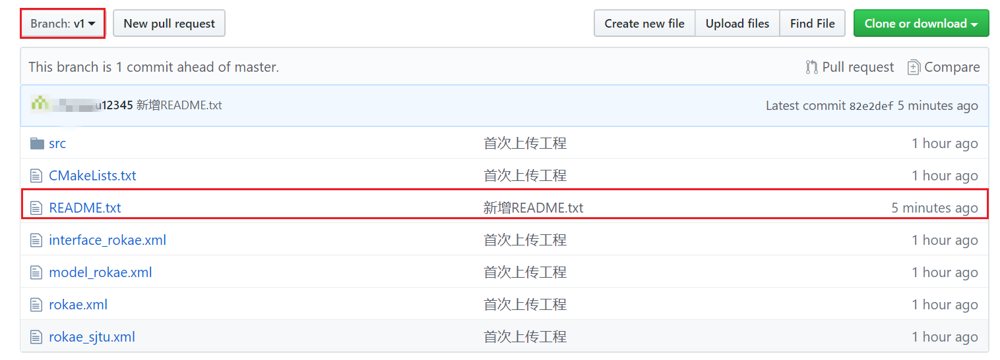 Branch: v1 New pull request Create new file Upload files Find File Clone or download
This branch is 1 commit ahead of master. Pull request Compare
u12345 新增README.txt Latest commit 82e2def 5 minutes ago
src 首次上传工程 1 hour ago
CMakeLists.txt 首次上传工程 1 hour ago
README.txt 新增README.txt 5 minutes ago
interface_rokae.xml 首次上传工程 1 hour ago
model_rokae.xml 首次上传工程 1 hour ago
rokae.xml 首次上传工程 1 hour ago
rokae_sjtu.xml 首次上传工程 1 hour ago